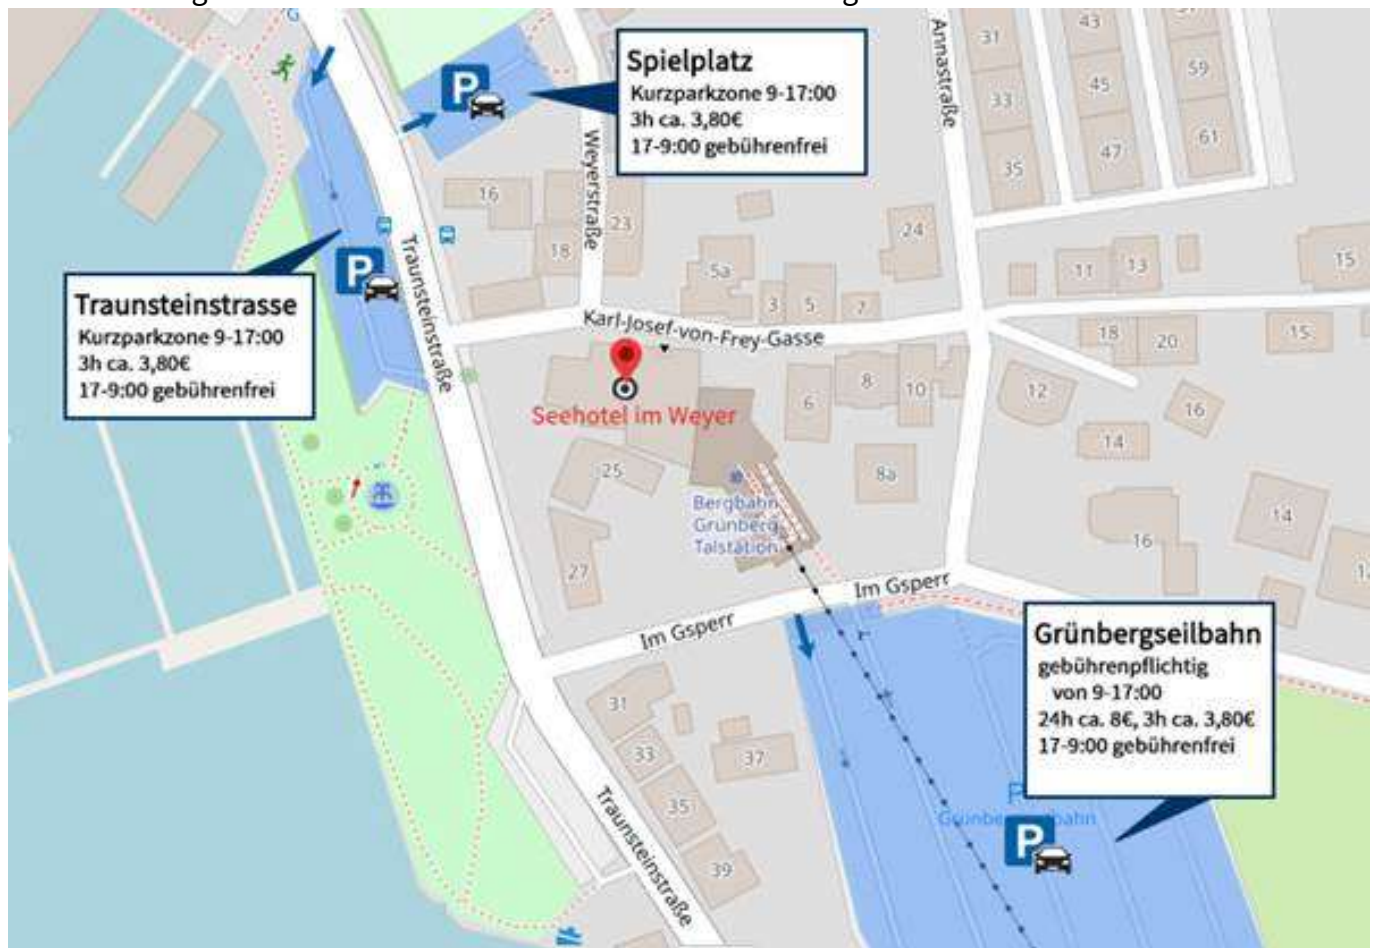 G
Spielplatz
Kurzparkzone 9-17:00
3h ca. 3,80€
17-9:00 gebührenfrei
Traunsteinstrasse
Kurzparkzone 9-17:00
3h ca. 3,80€
17-9:00 gebührenfrei
Grünbergseilbahn
gebührenpflichtig
von 9-17:00
24h ca. 8€, 3h ca. 3,80€
17-9:00 gebührenfrei
P
P
P
Weyerstraße
Annastraße
Traunsteinstraße
Karl-Josef-von-Frey-Gasse
Seehotel im Weyer
Bergbahn
Grünberg
Talstation
Im Gsperr
Im Gsperr
Traunsteinstraße
31
33
35
43
45
47
59
61
16
18
23
24
5a
3
5
7
11
13
15
18
20
15
12
16
14
8
10
6
8a
25
27
14
16
31
33
35
37
39